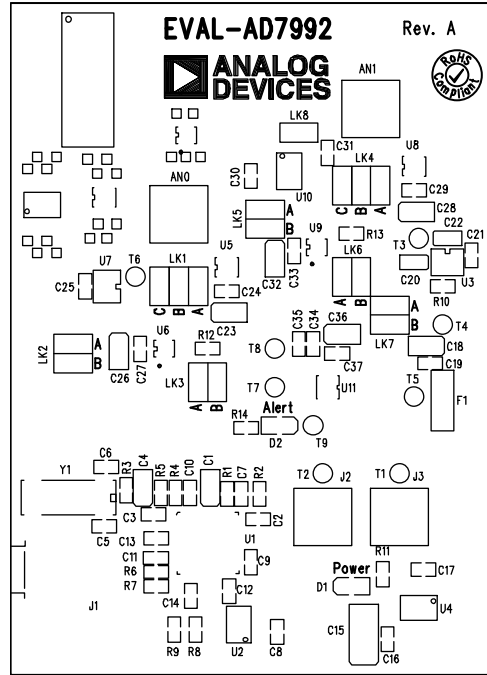 EVAL-AD7992 Rev. A
ANALOG
DEVICES
RoHS
Compliant
AN1
LK8
C31
LK4
U8
C30
U10
C29
AN0
C28
LK5
A
B
C B A
U9
R13
T3
C22
C21
U7
T6
LK1
U5
C32
C33
LK6
C20
U3
C25
C24
R10
C B A
C23
B A
A
B
LK7
T4
U6
R12
C35
C34
C36
LK2
A
B
T8
C18
C26
C27
C37
C19
LK3
T7
U11
T5
F1
A B
Alert
R14
D2
T9
C6
Y1
R3
C4
R5
R4
C10
C1
R1
C7
R2
T2
J2
T1
J3
C3
C2
C5
C13
U1
C11
C9
Power
R11
R6
R7
D1
C17
C14
C12
J1
C15
U4
R9
R8
U2
C8
C16